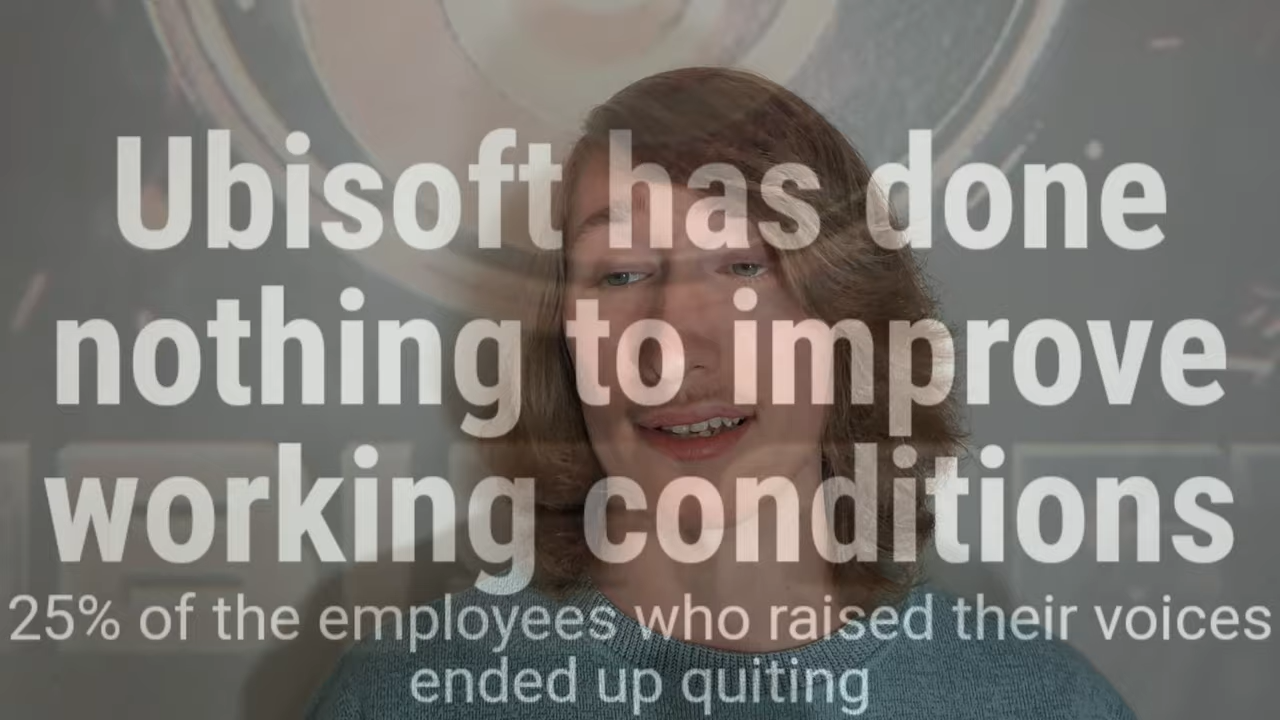 Ubisoft has done
nothing to improve
working conditions
25% of the employees who raised their voices
ended up quiting